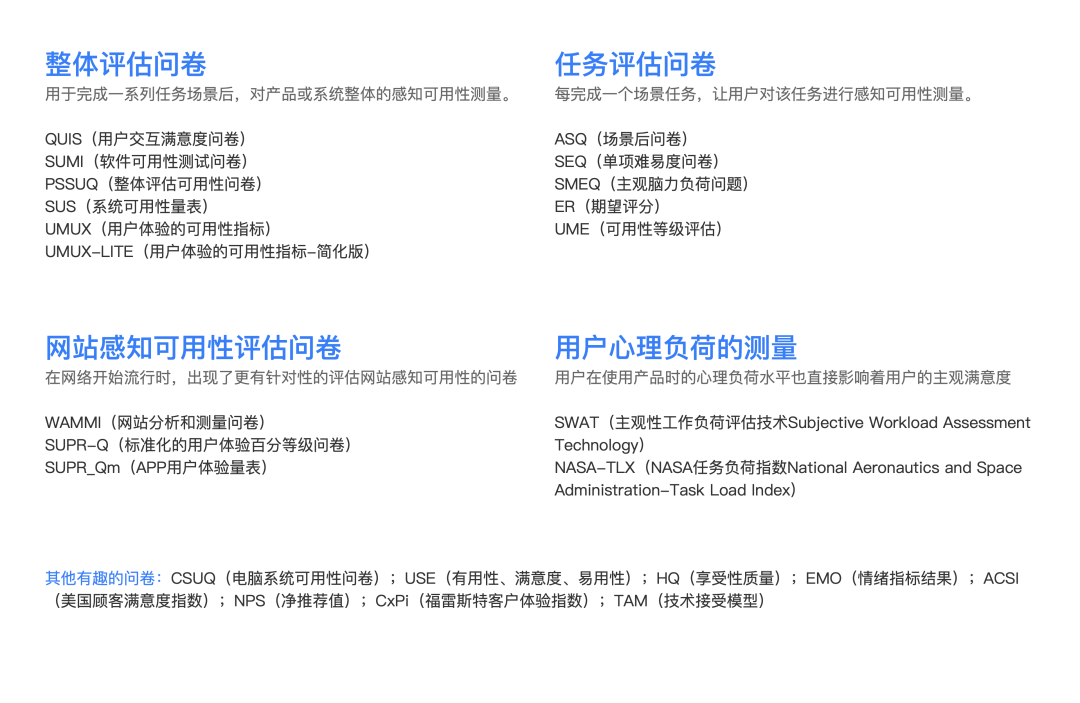 整体评估问卷
用于完成一系列任务场景后，对产品或系统整体的感知可用性测量。
QUIS（用户交互满意度问卷）
SUMI（软件可用性测试问卷）
PSSUQ（整体评估可用性问卷）
SUS（系统可用性量表）
UMUX（用户体验的可用性指标）
UMUX-LITE（用户体验的可用性指标-简化版）
任务评估问卷
每完成一个场景任务，让用户对该任务进行感知可用性测量。
ASQ（场景后问卷）
SEQ（单项难易度问卷）
SMEQ（主观脑力负荷问题）
ER（期望评分）
UME（可用性等级评估）
网站感知可用性评估问卷
在网络开始流行时，出现了更有针对性的评估网站感知可用性的问卷
WAMMI（网站分析和测量问卷）
SUPR-Q（标准化的用户体验百分等级问卷）
SUPR_Qm（APP用户体验量表）
用户心理负荷的测量
用户在使用产品时的心理负荷水平也直接影响着用户的主观满意度
SWAT（主观性工作负荷评估技术Subjective Workload Assessment
Technology）
NASA-TLX（NASA任务负荷指数National Aeronautics and Space
Administration-Task Load Index）
其他有趣的问卷：CSUQ（电脑系统可用性问卷）；USE（有用性、满意度、易用性）；HQ（享受性质量）；EMO（情绪指标结果）；ACSI
（美国顾客满意度指数）；NPS（净推荐值）；CxPi（福雷斯特客户体验指数）；TAM（技术接受模型）